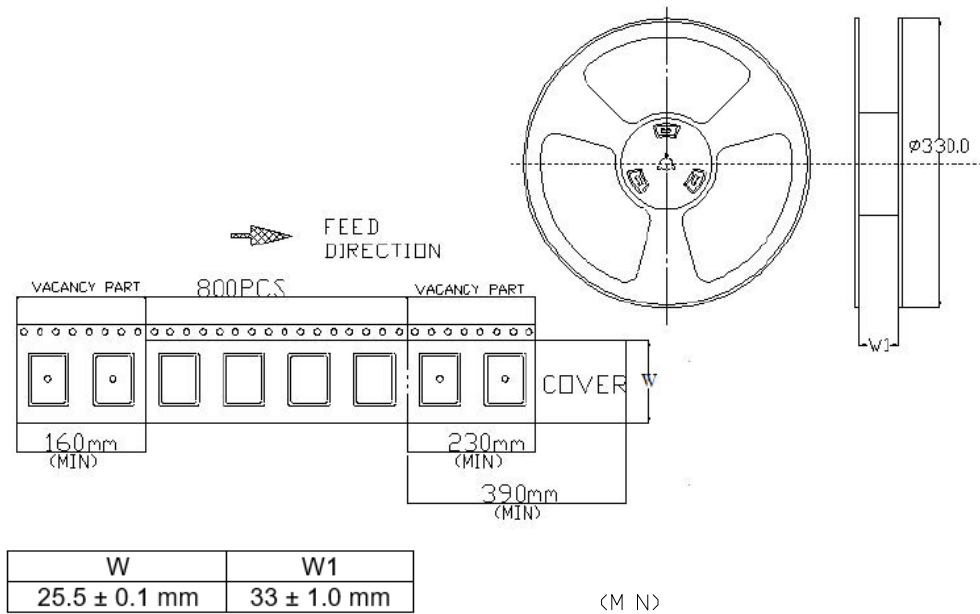 Ø330.0
W1
FEED
DIRECTION
VACANCY PART 800PCS VACANCY PART
COVER W
160mm
(MIN)
230mm
(MIN)
390mm
(MIN)
W W1
25.5 ± 0.1 mm 33 ± 1.0 mm
(M N)